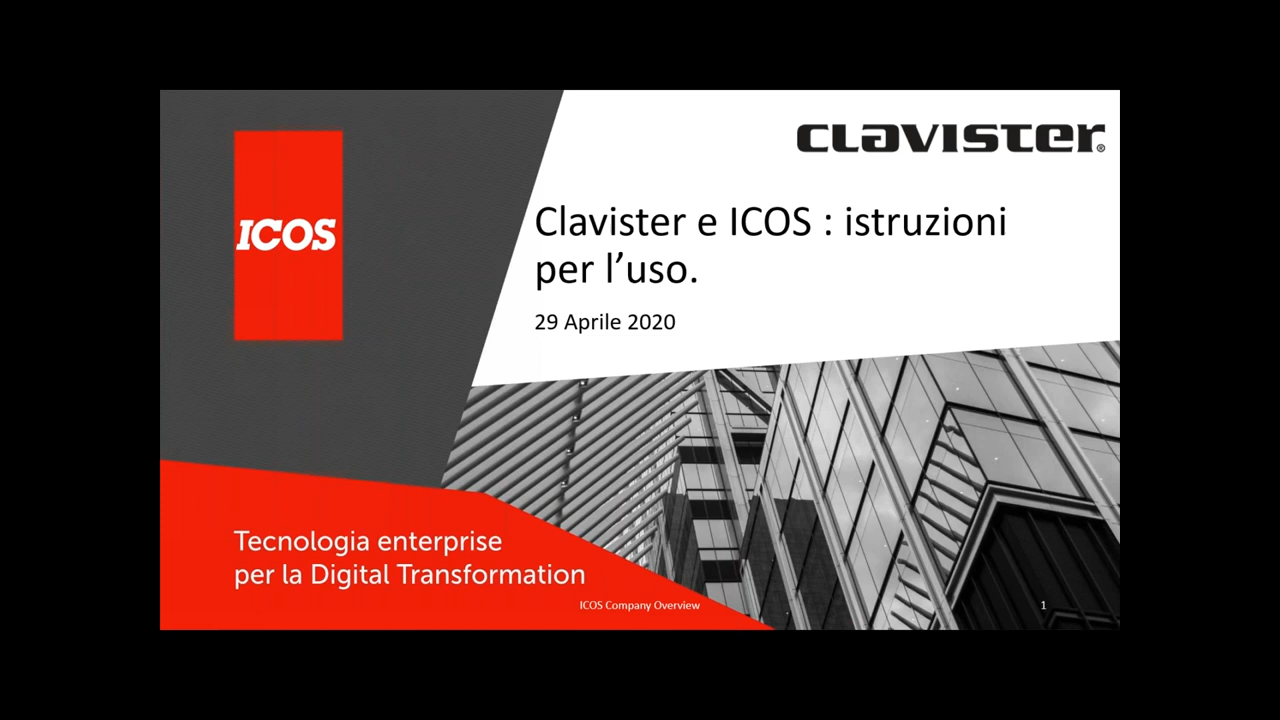 CLAVISTER®
ICOS
Clavister e ICOS : istruzioni
per l’uso.
29 Aprile 2020
Tecnologia enterprise
per la Digital Transformation
ICOS Company Overview
1